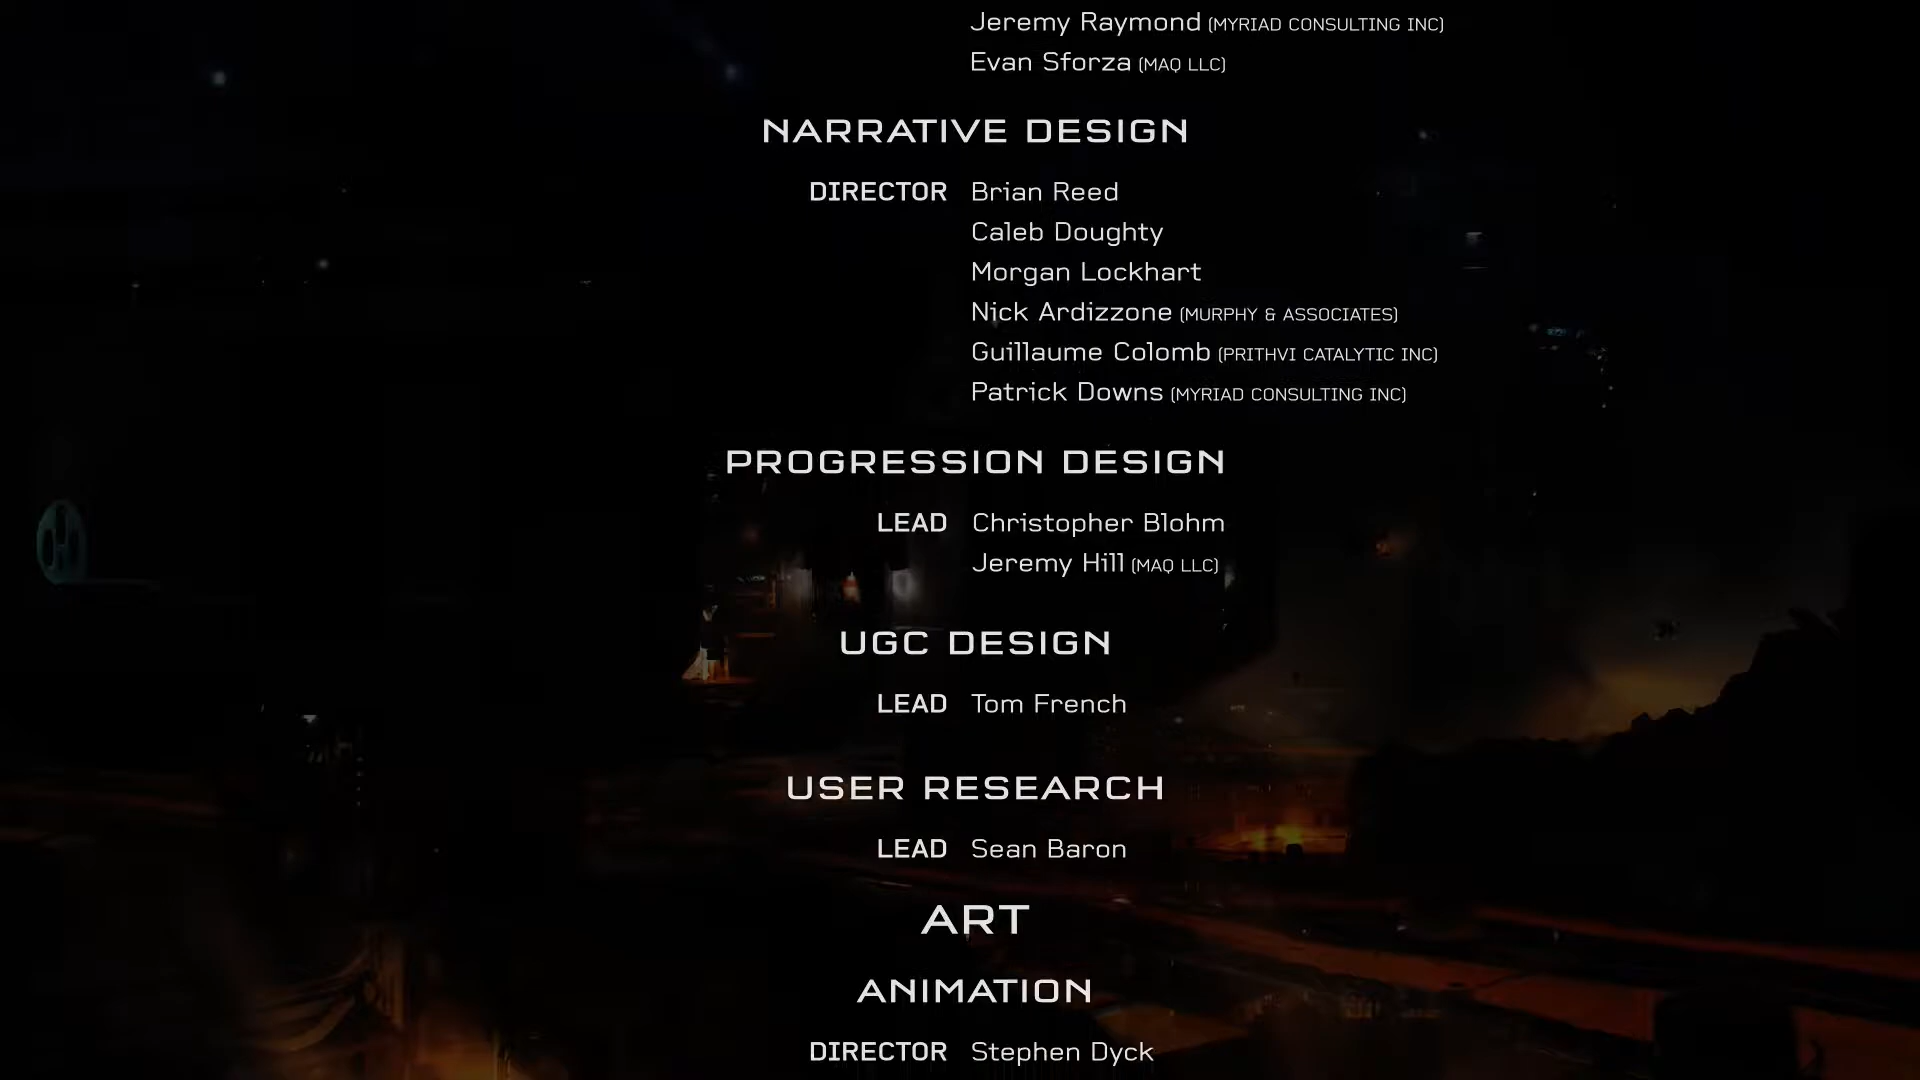 Jeremy Raymond (MYRIAD CONSULTING INC)
Evan Sforza (MAQ LLC)
NARRATIVE DESIGN
DIRECTOR Brian Reed
Caleb Doughty
Morgan Lockhart
Nick Ardizzone (MURPHY & ASSOCIATES)
Guillaume Colomb (PRITHVI CATALYTIC INC)
Patrick Downs (MYRIAD CONSULTING INC)
PROGRESSION DESIGN
LEAD Christopher Blohm
Jeremy Hill (MAQ LLC)
UGC DESIGN
LEAD Tom French
USER RESEARCH
LEAD Sean Baron
ART
ANIMATION
DIRECTOR Stephen Dyck